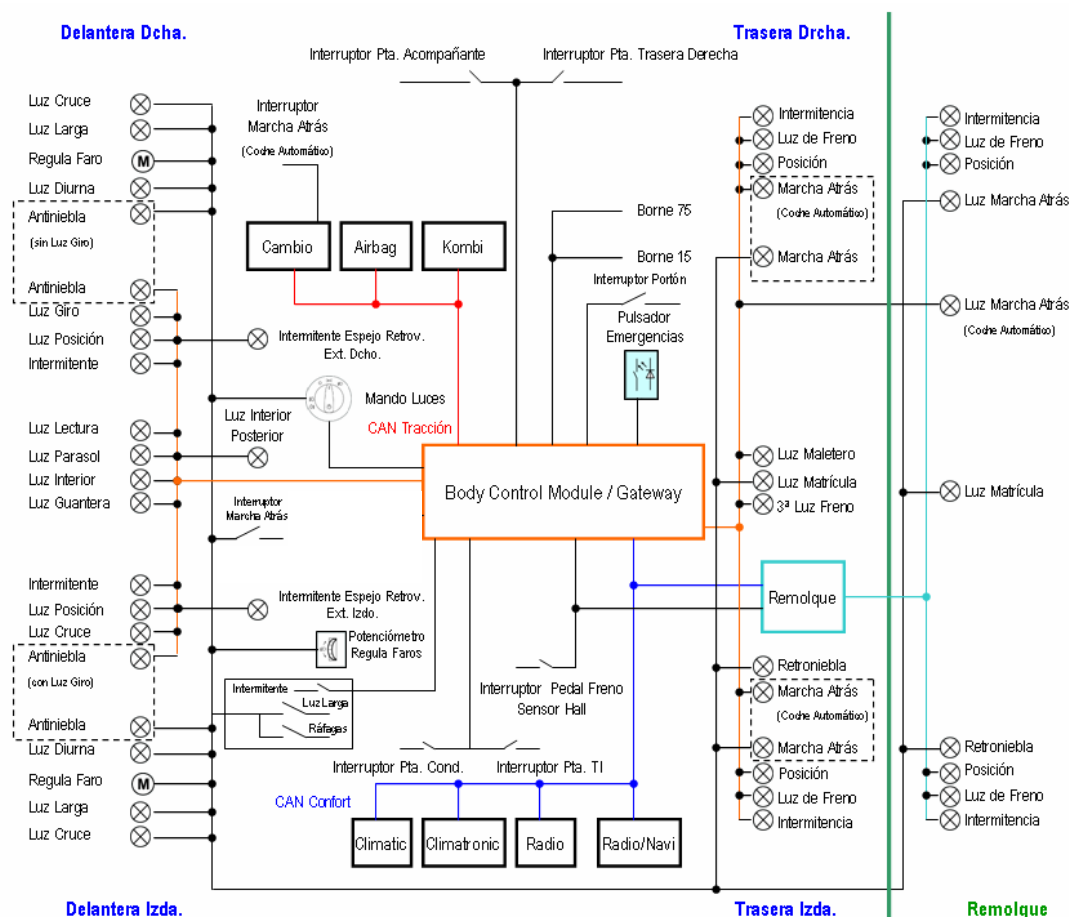 Delantera Dcha.
Trasera Drcha.
Interruptor Pta. Acompañante
Interruptor Pta. Trasera Derecha
Luz Cruce
Luz Larga
Regula Faro
M
Luz Diurna
Antiniebla
(sin Luz Giro)
Antiniebla
Luz Giro
Luz Posición
Intermitente
Interruptor
Marcha Atrás
(Coche Automático)
Cambio
Airbag
Kombi
Borne 75
Borne 15
Interruptor Portón
Pulsador
Emergencias
Intermitente Espejo Retrov.
Ext. Dcho.
Mando Luces
CAN Tracción
Luz Interior
Posterior
Luz Lectura
Luz Parasol
Luz Interior
Luz Guantera
Interruptor
Marcha Atrás
Body Control Module / Gateway
Intermitencia
Luz de Freno
Posición
Marcha Atrás
(Coche Automático)
Marcha Atrás
Intermitencia
Luz de Freno
Posición
Luz Marcha Atrás
Luz Marcha Atrás
(Coche Automático)
Luz Maletero
Luz Matrícula
3ª Luz Freno
Luz Matrícula
Remolque
Intermitente
Luz Posición
Luz Cruce
Antiniebla
(con Luz Giro)
Antiniebla
Luz Diurna
Regula Faro
M
Luz Larga
Luz Cruce
Intermitente Espejo Retrov.
Ext. Izdo.
Potenciómetro
Regula Faros
Intermitente
Luz Larga
Ráfagas
Interruptor Pedal Freno
Sensor Hall
Interruptor Pta. Cond.
Interruptor Pta. TI
CAN Confort
Climatic
Climatronic
Radio
Radio/Navi
Retroniebla
Marcha Atrás
(Coche Automático)
Marcha Atrás
Posición
Luz de Freno
Intermitencia
Retroniebla
Posición
Luz de Freno
Intermitencia
Delantera Izda.
Trasera Izda.
Remolque